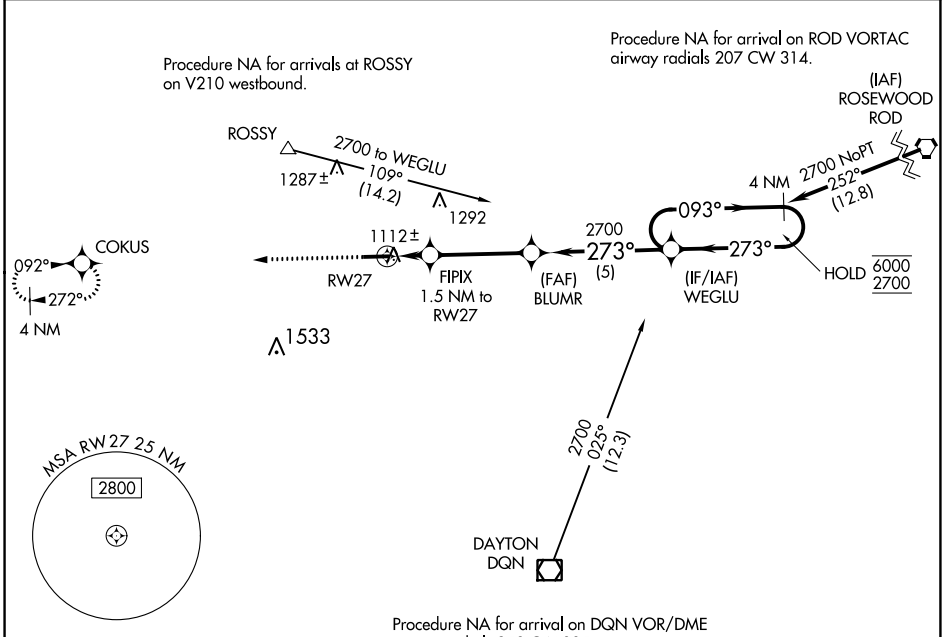 Procedure NA for arrivals at ROSSY
on V210 westbound.
Procedure NA for arrival on ROD VORTAC
airway radials 207 CW 314.
(IAF)
ROSEWOOD
ROD
ROSSY
2700 to WEGLU
109°
(14.2)
1287±
1292
2700 NoPT
252°
(12.8)
4 NM
093°
COKUS
092°
272°
4 NM
1112±
RW27
FIPIX
1.5 NM to
RW27
(FAF)
BLUMR
2700
273°
(5)
273°
(IF/IAF)
WEGLU
HOLD
6000
2700
1533
MSA RW27 25 NM
2800
2700
025°
(12.3)
DAYTON
DQN
Procedure NA for arrival on DQN VOR/DME